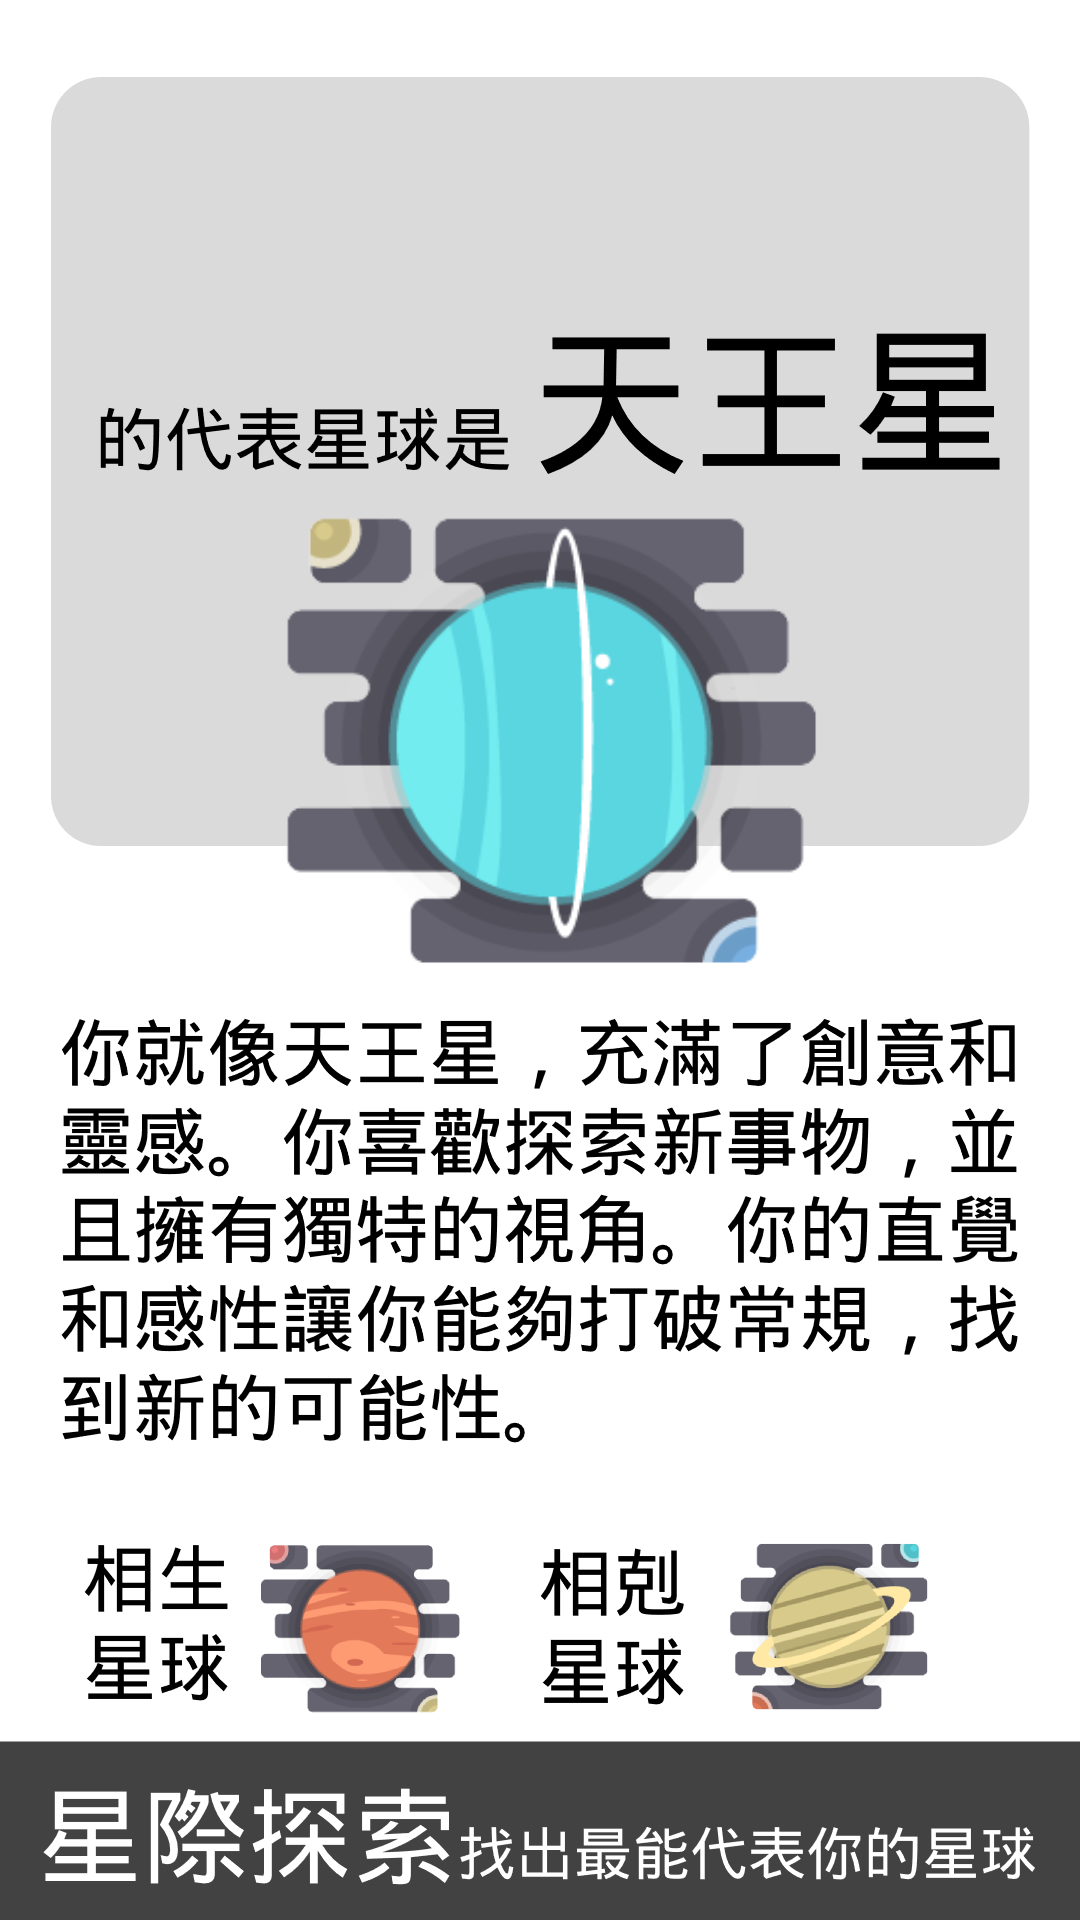 的代表星球是 天王星
你就像天王星，充滿了創意和
靈感。你喜歡探索新事物，並
且擁有獨特的視角。你的直覺
和感性讓你能夠打破常規，找
到新的可能性。
相生
星球
相剋
星球
星際探索找出最能代表你的星球